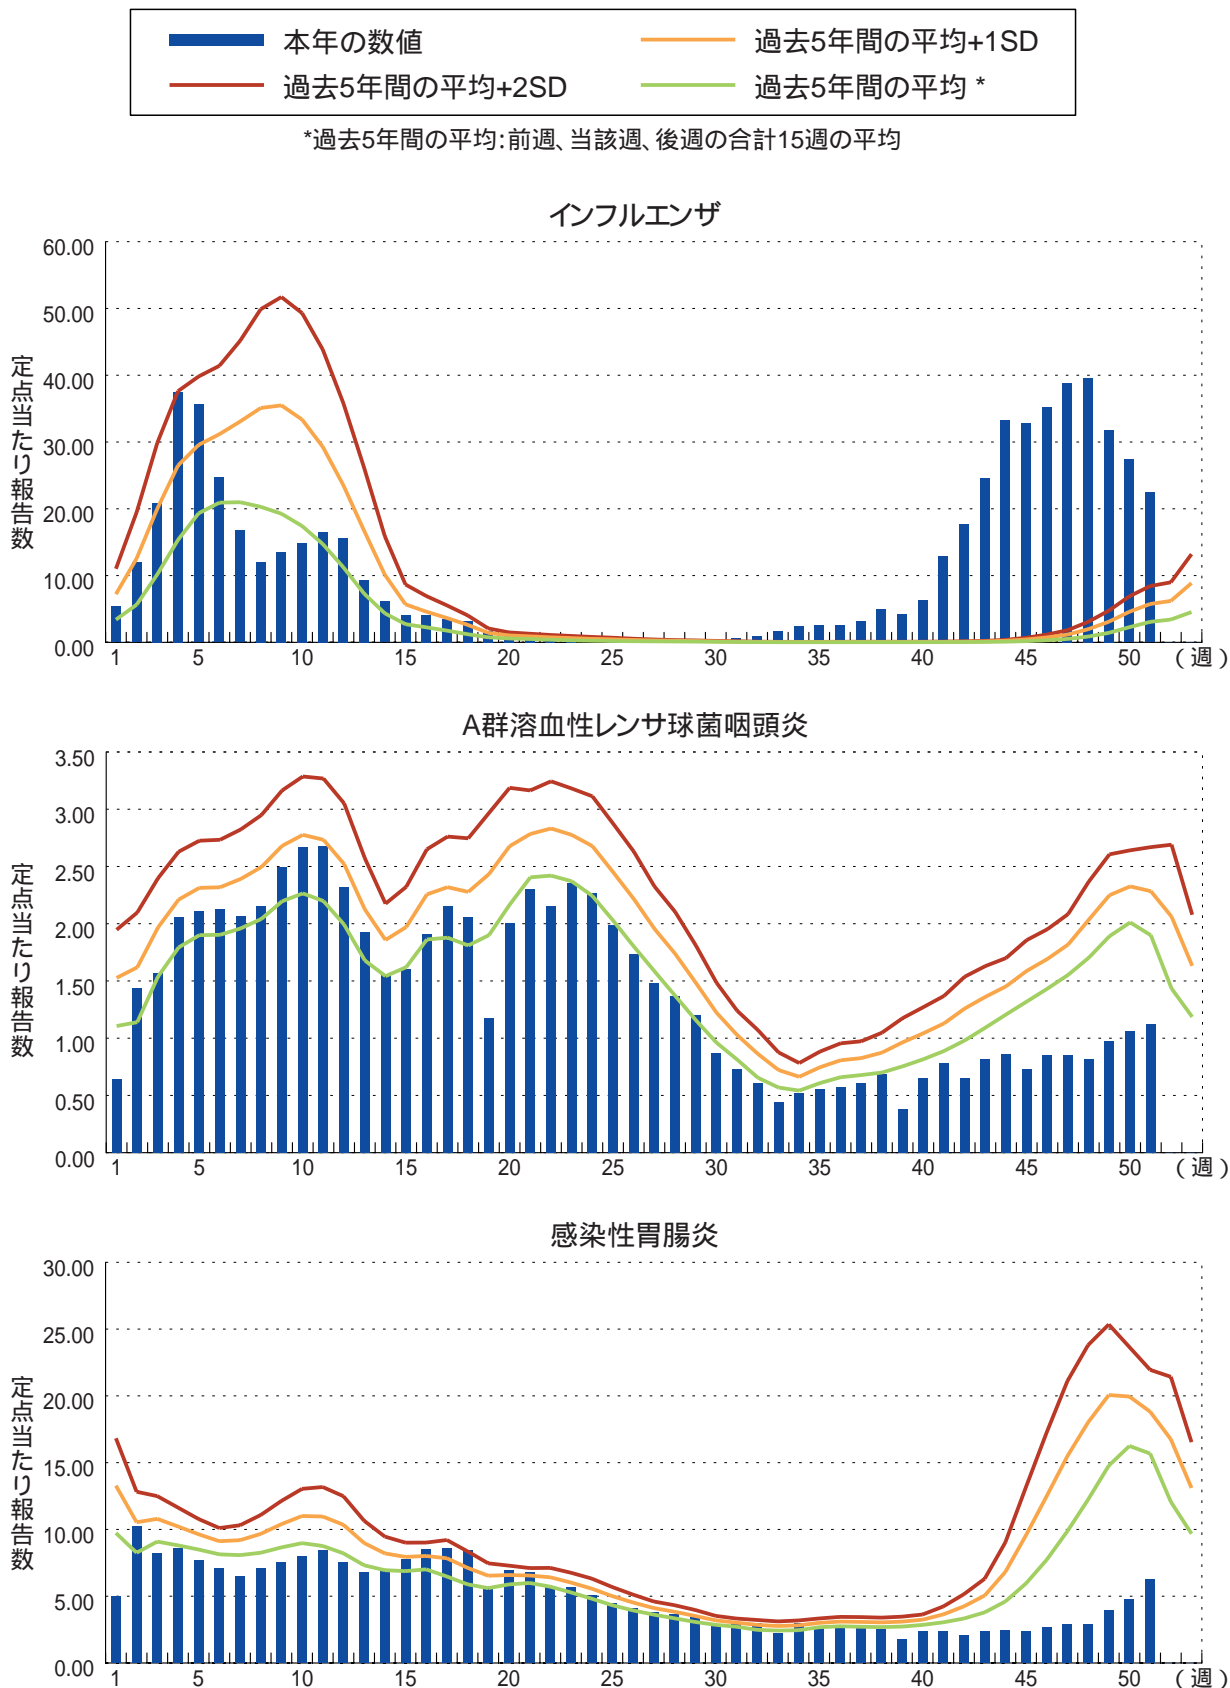 本年の数値
過去5年間の平均+1SD
過去5年間の平均+2SD
過去5年間の平均 *
*過去5年間の平均:前週、当該週、後週の合計15週の平均
インフルエンザ
60.00
50.00
40.00
30.00
20.00
10.00
0.00
定点当たり報告数
1 5 10 15 20 25 30 35 40 45 50 (週)
A群溶血性レンサ球菌咽頭炎
3.50
3.00
2.50
2.00
1.50
1.00
0.50
0.00
定点当たり報告数
1 5 10 15 20 25 30 35 40 45 50 (週)
感染性胃腸炎
30.00
25.00
20.00
15.00
10.00
5.00
0.00
定点当たり報告数
1 5 10 15 20 25 30 35 40 45 50 (週)